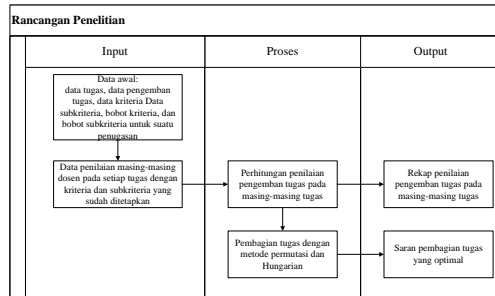 Rancangan Penelitian
Input
Proses
Output
Data awal:
data tugas, data pengemban
tugas, data kriteria Data
subkriteria, bobot kriteria, dan
bobot subkriteria untuk suatu
penugasan
Data penilaian masing-masing
dosen pada setiap tugas dengan
kriteria dan subkriteria yang
sudah ditetapkan
Perhitungan penilaian
pengemban tugas pada
masing-masing tugas
Rekap penilaian
pengemban tugas pada
masing-masing tugas
Pembagian tugas dengan
metode permutasi dan
Hungarian
Saran pembagian tugas
yang optimal